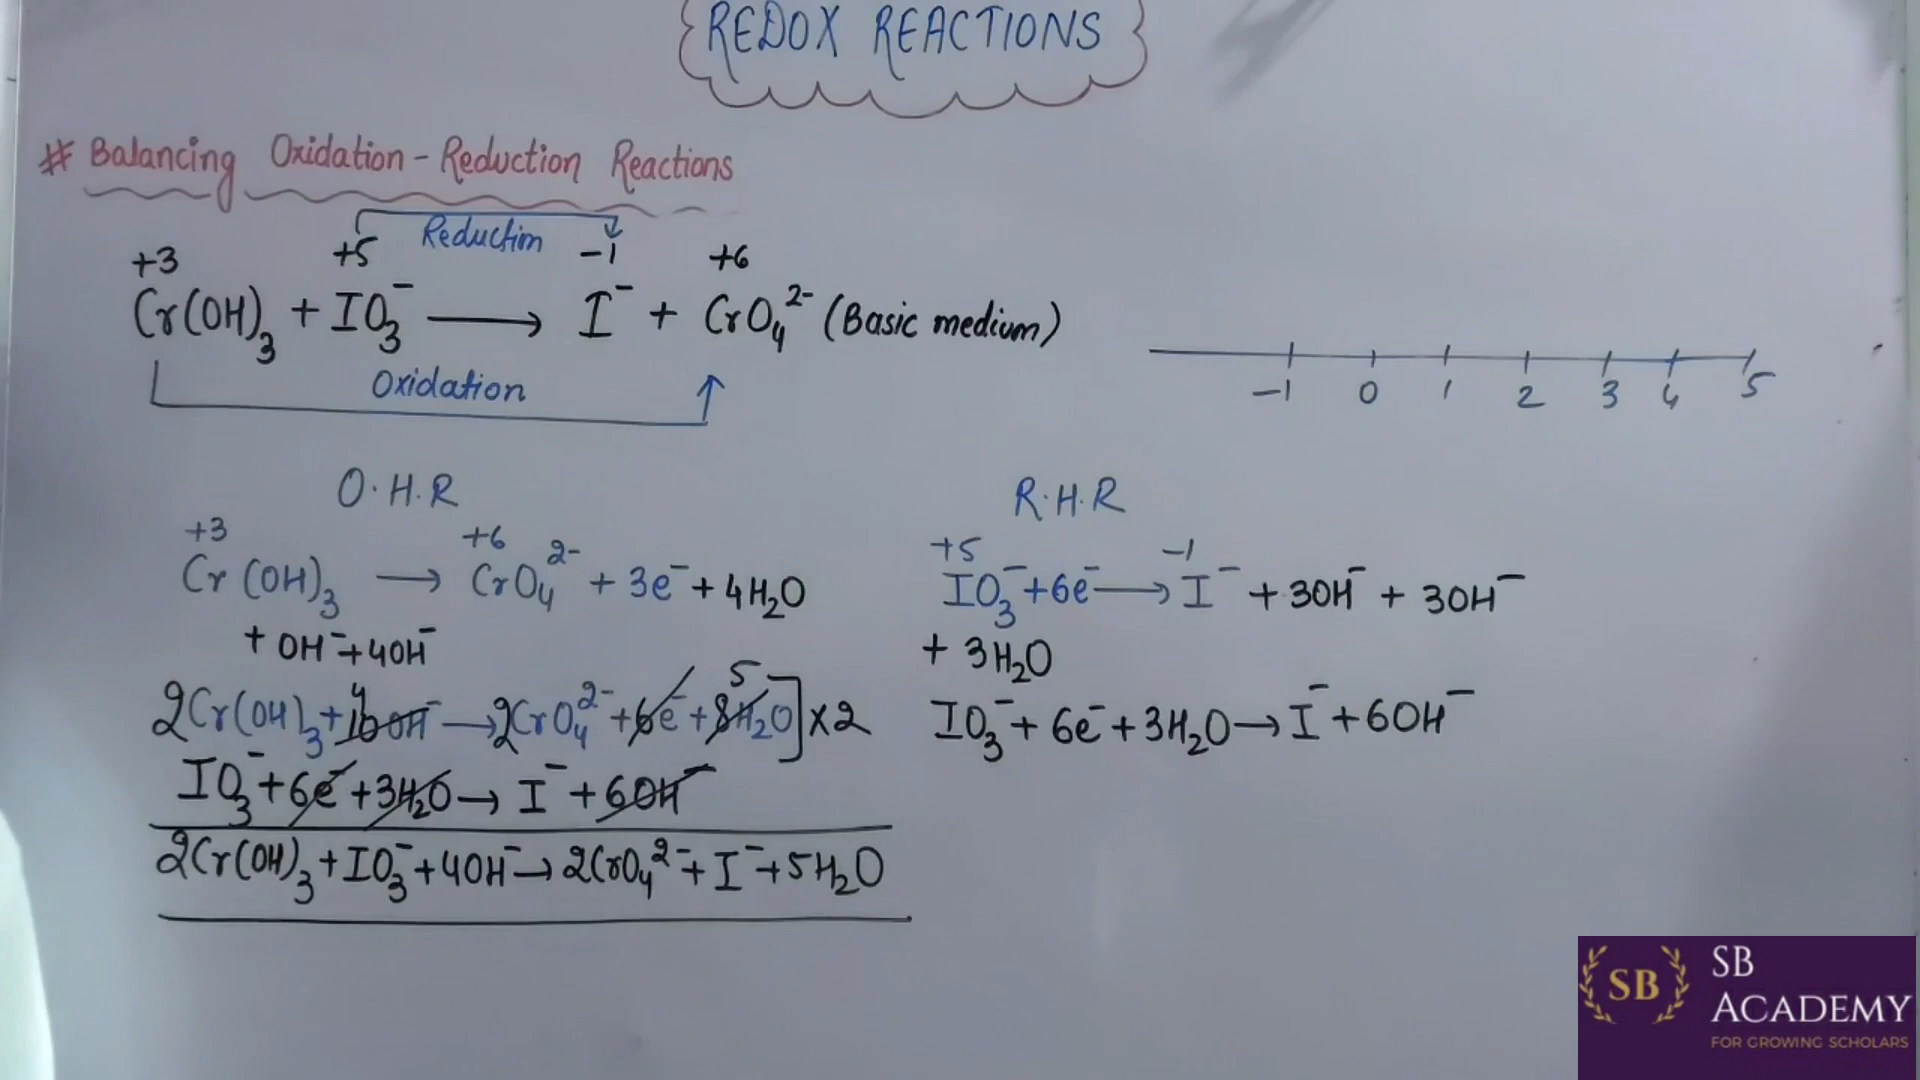 REDOX REACTIONS
# Balancing Oxidation-Reduction Reactions
Reduction
+3 +5 -1 +6
Cr(OH)₃ + IO₃⁻ ⟶ I⁻ + CrO₄²⁻ (Basic medium)
Oxidation
-1 0 1 2 3 4 5
O.H.R
+3 +6
Cr(OH)₃ ⟶ CrO₄²⁻ + 3e⁻ + 4H₂O
+ OH⁻ + 4OH⁻
4 5
2Cr(OH)₃ + 10OH⁻ ⟶ 2CrO₄²⁻ + 6e⁻ + 8H₂O] ×2
IO₃⁻ + 6e⁻ + 3H₂O → I⁻ + 6OH⁻
2Cr(OH)₃ + IO₃⁻ + 4OH⁻ → 2CrO₄²⁻ + I⁻ + 5H₂O
R.H.R
+5 -1
IO₃⁻ + 6e⁻ ⟶ I⁻ + 3OH⁻ + 3OH⁻
+ 3H₂O
IO₃⁻ + 6e⁻ + 3H₂O → I⁻ + 6OH⁻
SB
SB
ACADEMY
FOR GROWING SCHOLARS